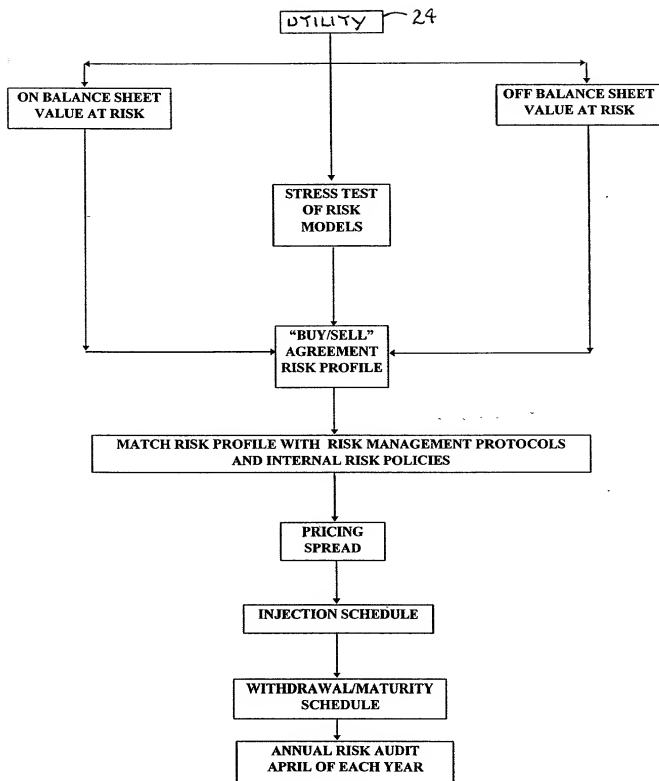 UTILITY 24
ON BALANCE SHEET
VALUE AT RISK
OFF BALANCE SHEET
VALUE AT RISK
STRESS TEST
OF RISK
MODELS
“BUY/SELL”
AGREEMENT
RISK PROFILE
MATCH RISK PROFILE WITH RISK MANAGEMENT PROTOCOLS
AND INTERNAL RISK POLICIES
PRICING
SPREAD
INJECTION SCHEDULE
WITHDRAWAL/MATURITY
SCHEDULE
ANNUAL RISK AUDIT
APRIL OF EACH YEAR